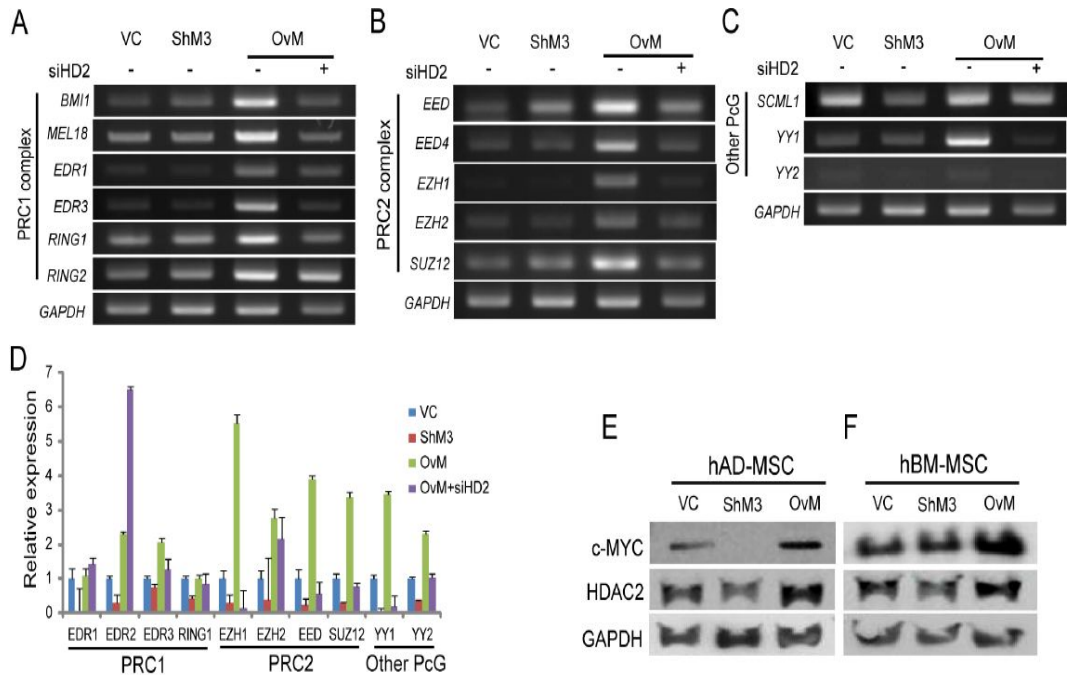 A
VC ShM3 OvM
siHD2 - - - +
PRC1 complex
BMI1
MEL18
EDR1
EDR3
RING1
RING2
GAPDH
B
VC ShM3 OvM
siHD2 - - - +
PRC2 complex
EED
EED4
EZH1
EZH2
SUZ12
GAPDH
C
VC ShM3 OvM
siHD2 - - - +
Other PcG
SCML1
YY1
YY2
GAPDH
D
Relative expression
7
6
5
4
3
2
1
0
VC
ShM3
OvM
OvM+siHD2
EDR1 EDR2 EDR3 RING1 EZH1 EZH2 EED SUZ12 YY1 YY2
PRC1 PRC2 Other PcG
E F
hAD-MSC hBM-MSC
VC ShM3 OvM VC ShM3 OvM
c-MYC
HDAC2
GAPDH